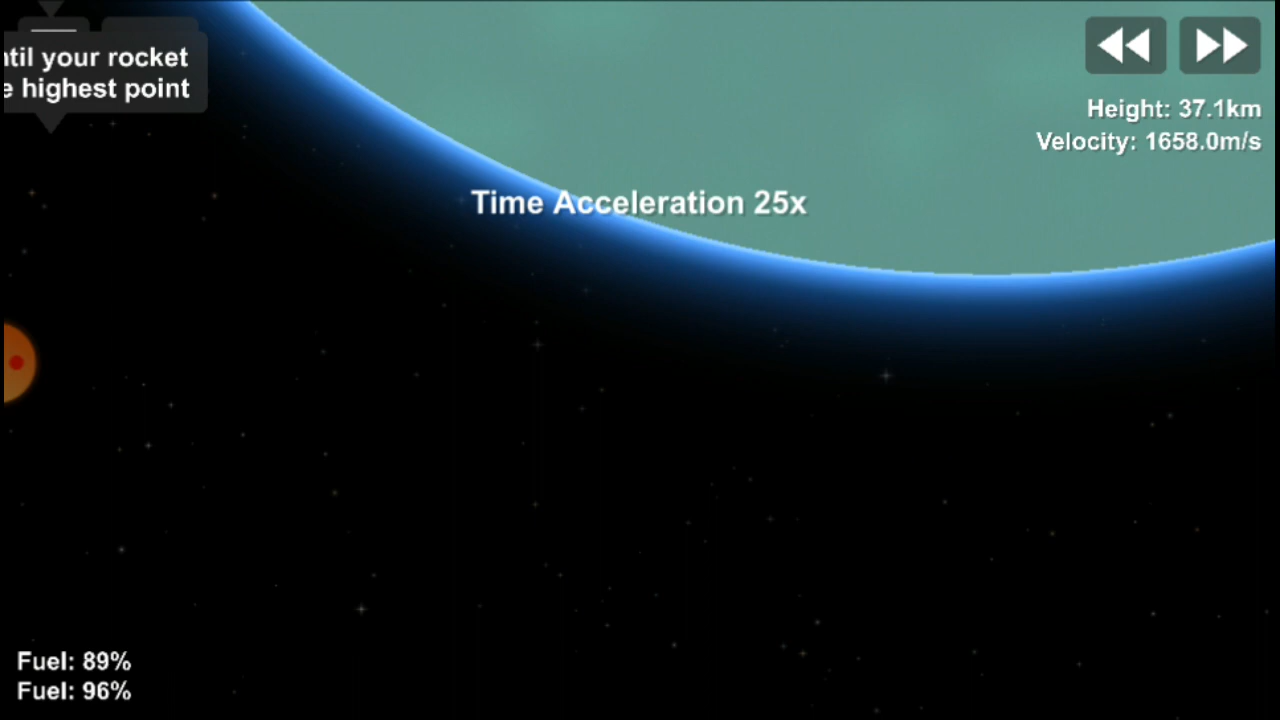 ntil your rocket
e highest point
Height: 37.1km
Velocity: 1658.0m/s
Time Acceleration 25x
Fuel: 89%
Fuel: 96%